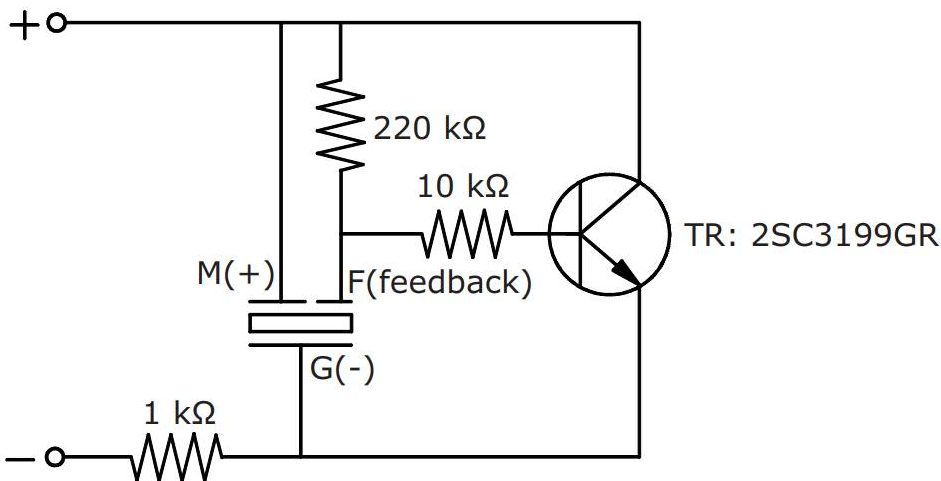 +
220 kΩ
10 kΩ
TR: 2SC3199GR
M(+)
F(feedback)
G(-)
1 kΩ
−